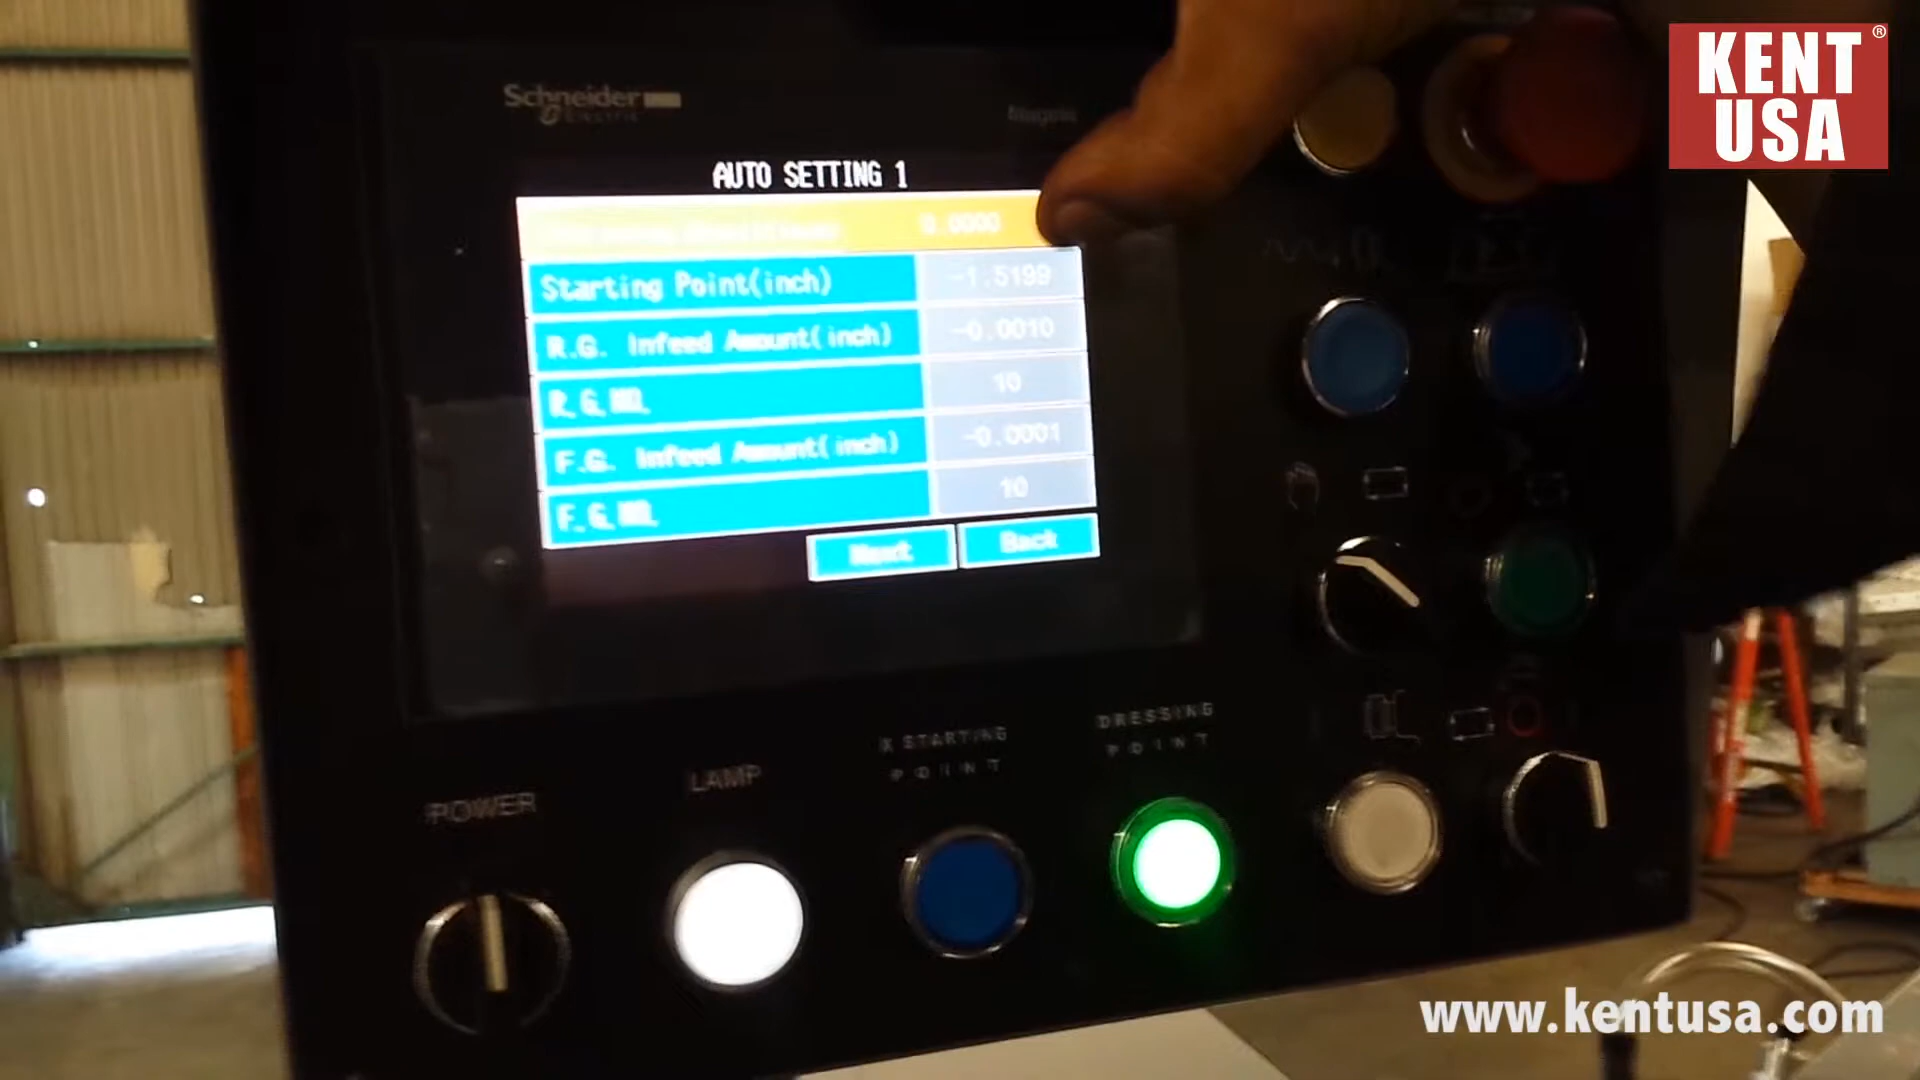 KENT®
USA
Schneider
ELECTRIC
Magelis
AUTO SETTING 1
0.0000
Starting Point(inch) -1.5199
R.G. Infeed Amount(inch) -0.0010
R.G.NO. 10
F.G. Infeed Amount(inch) -0.0001
F.G.NO. 10
Next Back
POWER
LAMP
X STARTING
POINT
DRESSING
POINT
www.kentusa.com